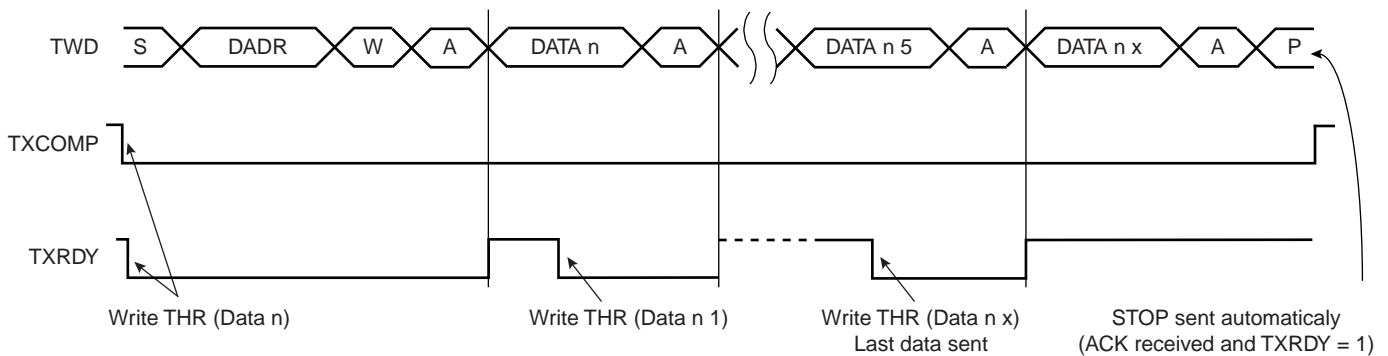 TWD S DADR W A DATA n A DATA n 5 A DATA n x A P
TXCOMP
TXRDY
Write THR (Data n)
Write THR (Data n 1)
Write THR (Data n x)
Last data sent
STOP sent automaticaly
(ACK received and TXRDY = 1)